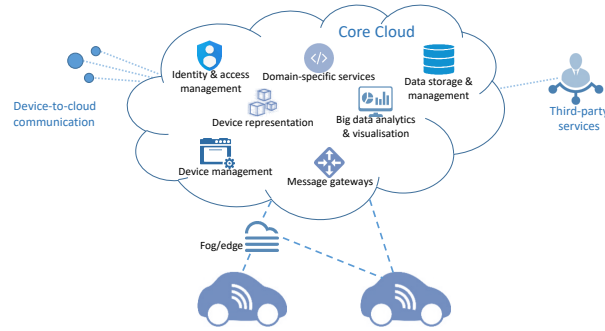 Core Cloud
Identity & access
management
Domain-specific services
Data storage &
management
Device-to-cloud
communication
Device representation
Big data analytics
& visualisation
Third-party
services
Device management
Message gateways
Fog/edge